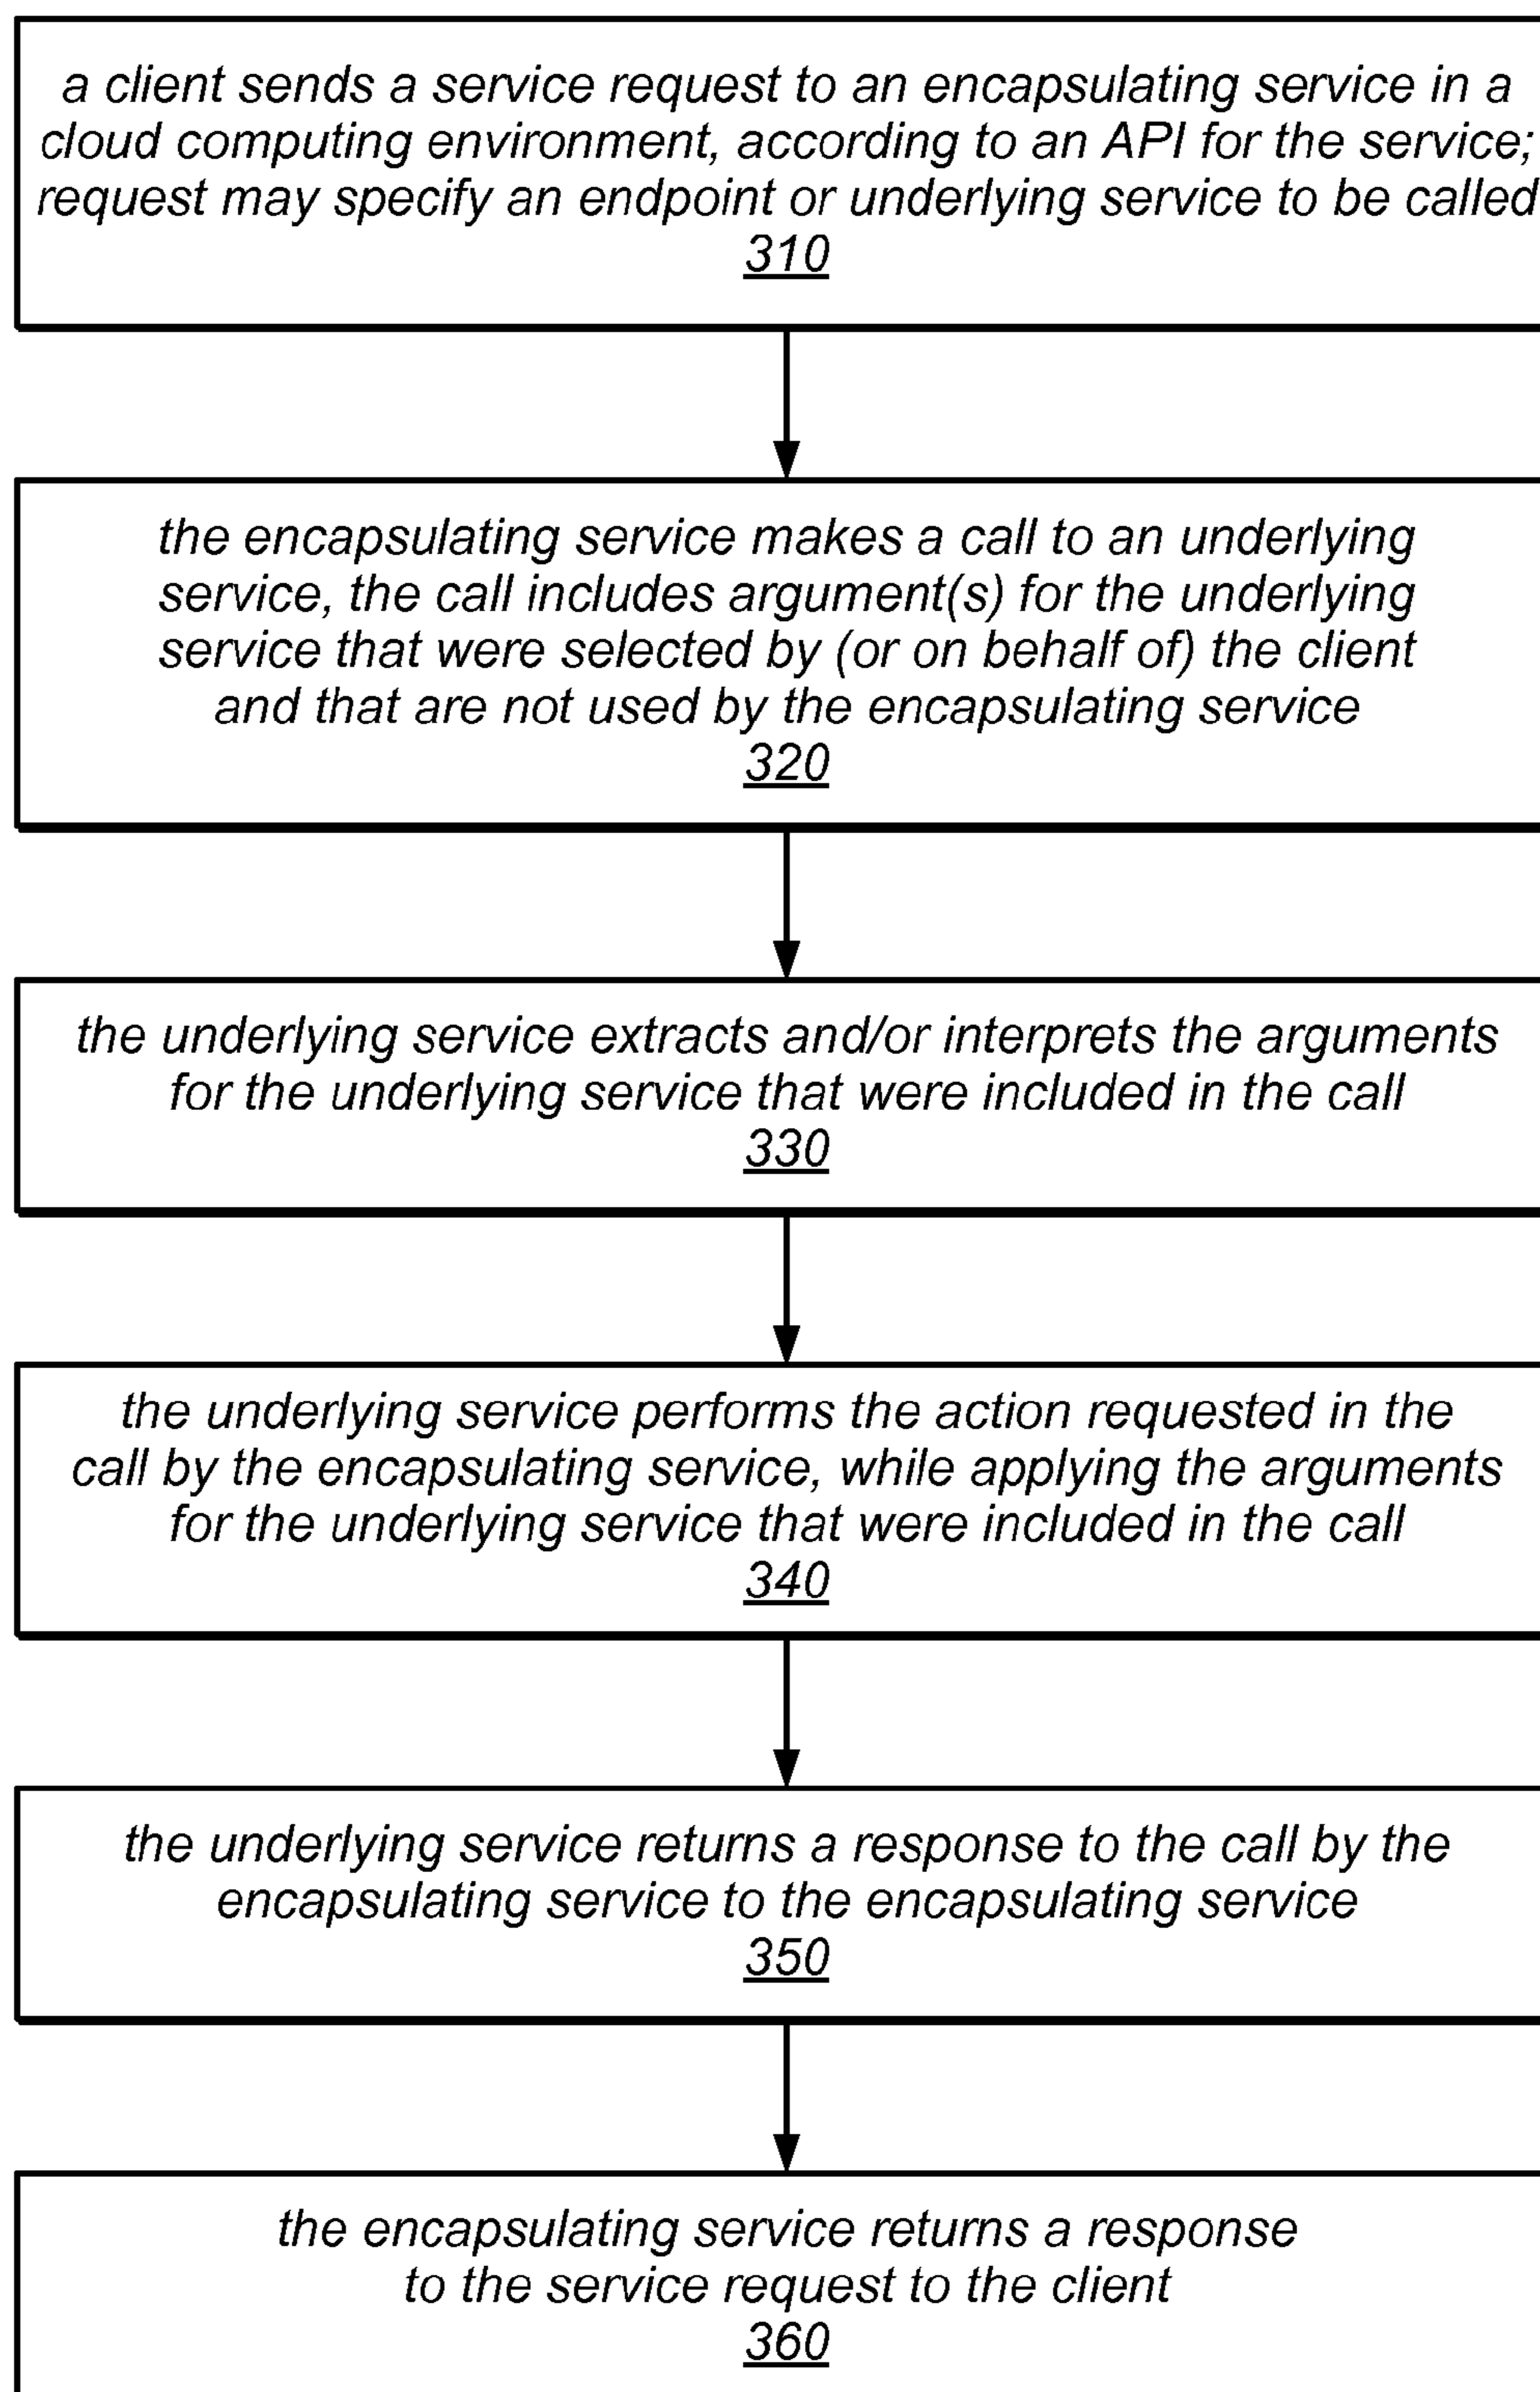 a client sends a service request to an encapsulating service in a
cloud computing environment, according to an API for the service;
request may specify an endpoint or underlying service to be called
310
the encapsulating service makes a call to an underlying
service, the call includes argument(s) for the underlying
service that were selected by (or on behalf of) the client
and that are not used by the encapsulating service
320
the underlying service extracts and/or interprets the arguments
for the underlying service that were included in the call
330
the underlying service performs the action requested in the
call by the encapsulating service, while applying the arguments
for the underlying service that were included in the call
340
the underlying service returns a response to the call by the
encapsulating service to the encapsulating service
350
the encapsulating service returns a response
to the service request to the client
360